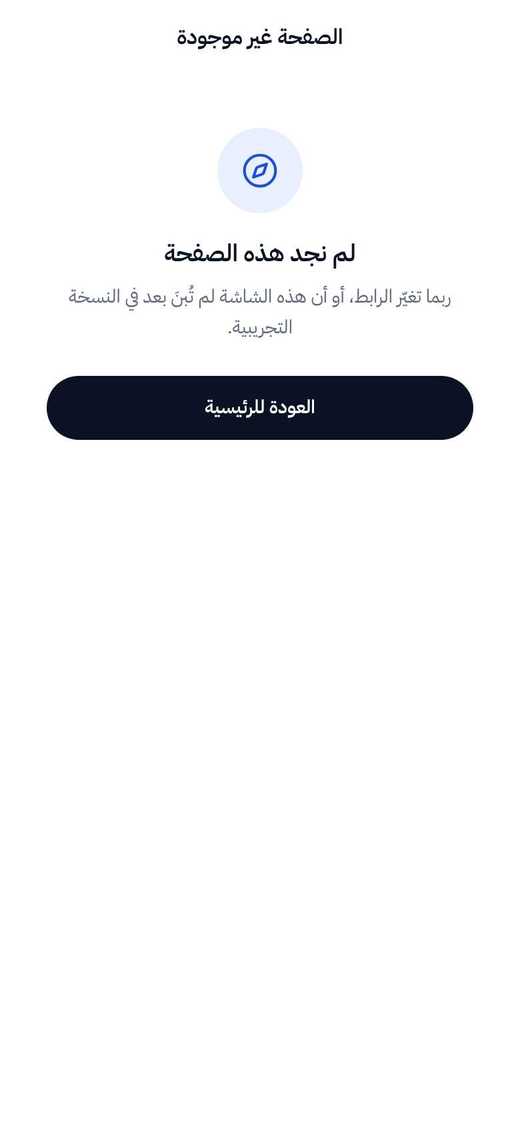 الصفحة غير موجودة
لم نجد هذه الصفحة
ربما تغيّر الرابط، أو أن هذه الشاشة لم تُبنَ بعد في النسخة
التجريبية.
العودة للرئيسية